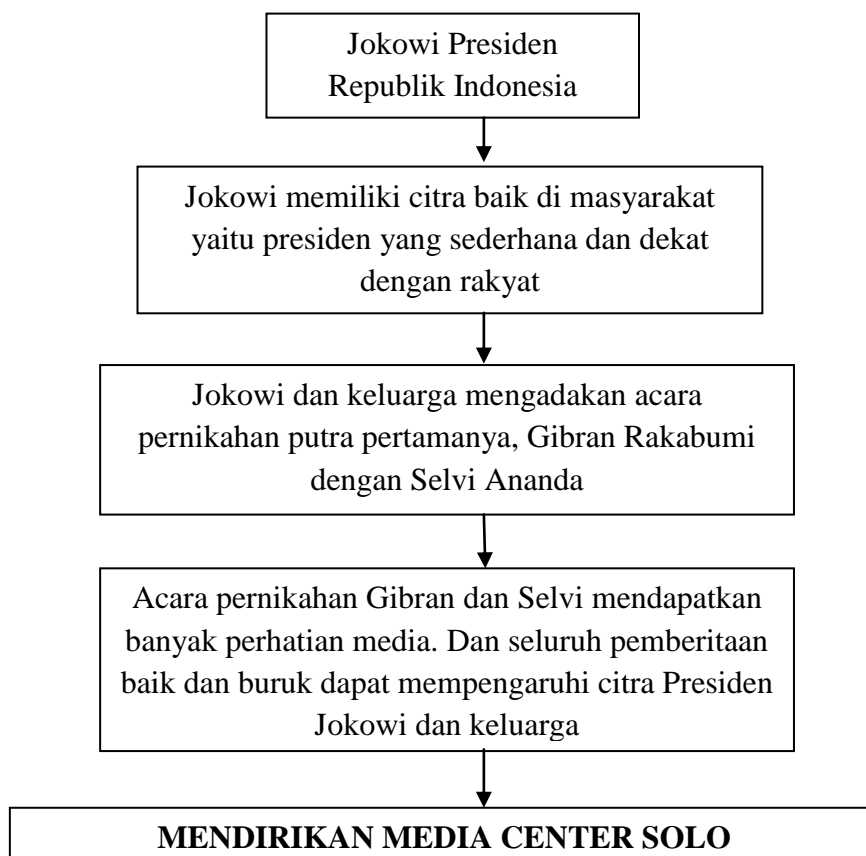 Jokowi Presiden
Republik Indonesia
Jokowi memiliki citra baik di masyarakat
yaitu presiden yang sederhana dan dekat
dengan rakyat
Jokowi dan keluarga mengadakan acara
pernikahan putra pertamanya, Gibran Rakabumi
dengan Selvi Ananda
Acara pernikahan Gibran dan Selvi mendapatkan
banyak perhatian media. Dan seluruh pemberitaan
baik dan buruk dapat mempengaruhi citra Presiden
Jokowi dan keluarga
MENDIRIKAN MEDIA CENTER SOLO